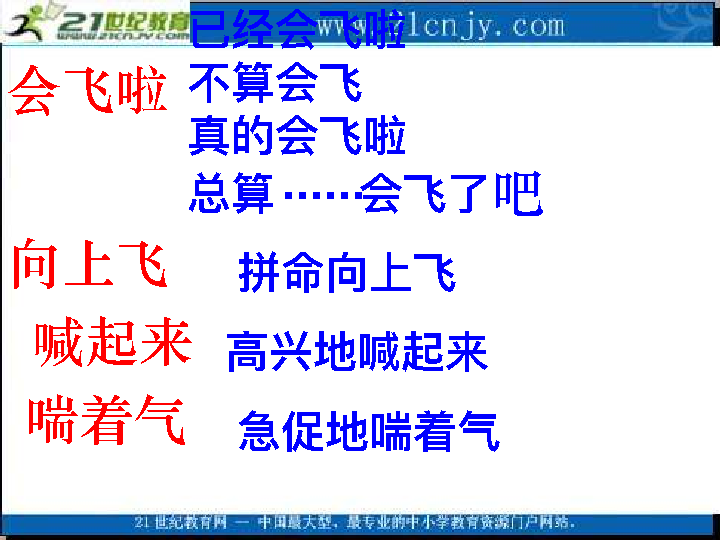 21世纪教育 www.21cnjy.com
已经会飞啦
会飞啦
不算会飞
真的会飞啦
总算……会飞了吧
向上飞 拼命向上飞
喊起来 高兴地喊起来
喘着气 急促地喘着气
21世纪教育网 -- 中国最大型、最专业的中小学教育资源门户网站.